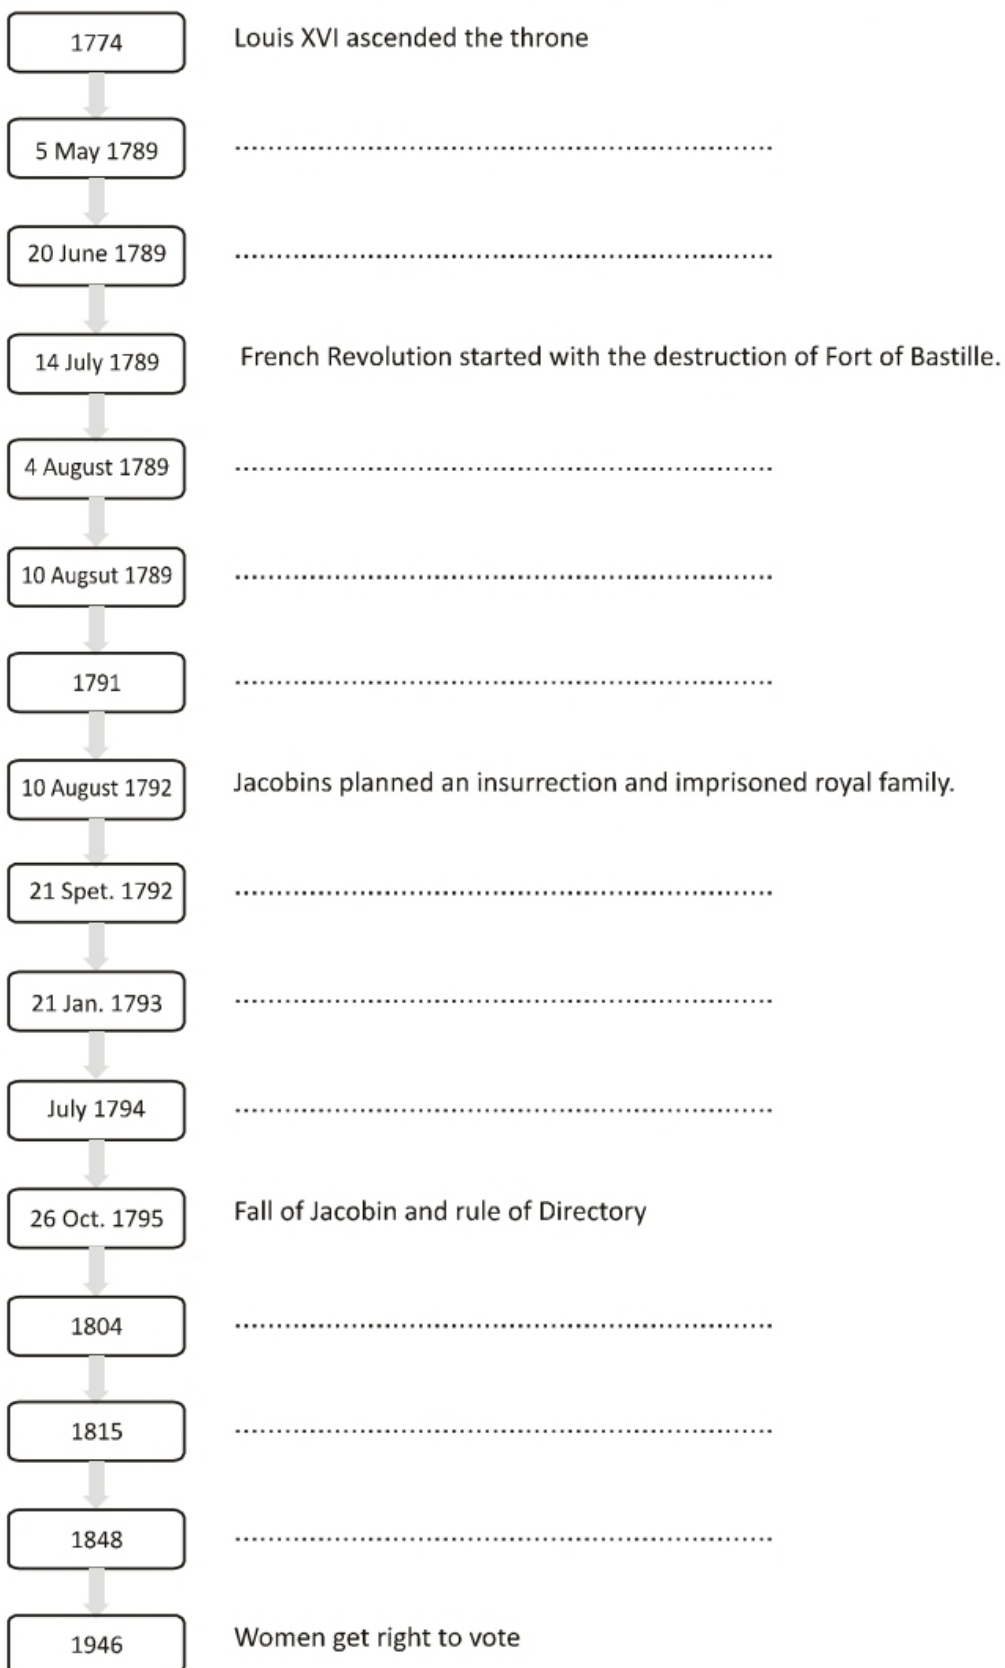 1774
Louis XVI ascended the throne
5 May 1789
................................................................................
20 June 1789
................................................................................
14 July 1789
French Revolution started with the destruction of Fort of Bastille.
4 August 1789
................................................................................
10 Augsut 1789
................................................................................
1791
................................................................................
10 August 1792
Jacobins planned an insurrection and imprisoned royal family.
21 Spet. 1792
................................................................................
21 Jan. 1793
................................................................................
July 1794
................................................................................
26 Oct. 1795
Fall of Jacobin and rule of Directory
1804
................................................................................
1815
................................................................................
1848
................................................................................
1946
Women get right to vote